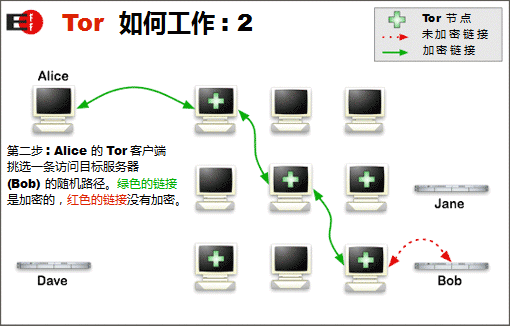 EFF Tor 如何工作：2
Tor 节点
未加密链接
加密链接
Alice
第二步：Alice 的 Tor 客户端
挑选一条访问目标服务器
(Bob) 的随机路径。绿色的链接
是加密的，红色的链接没有加密。
Jane
Dave
Bob